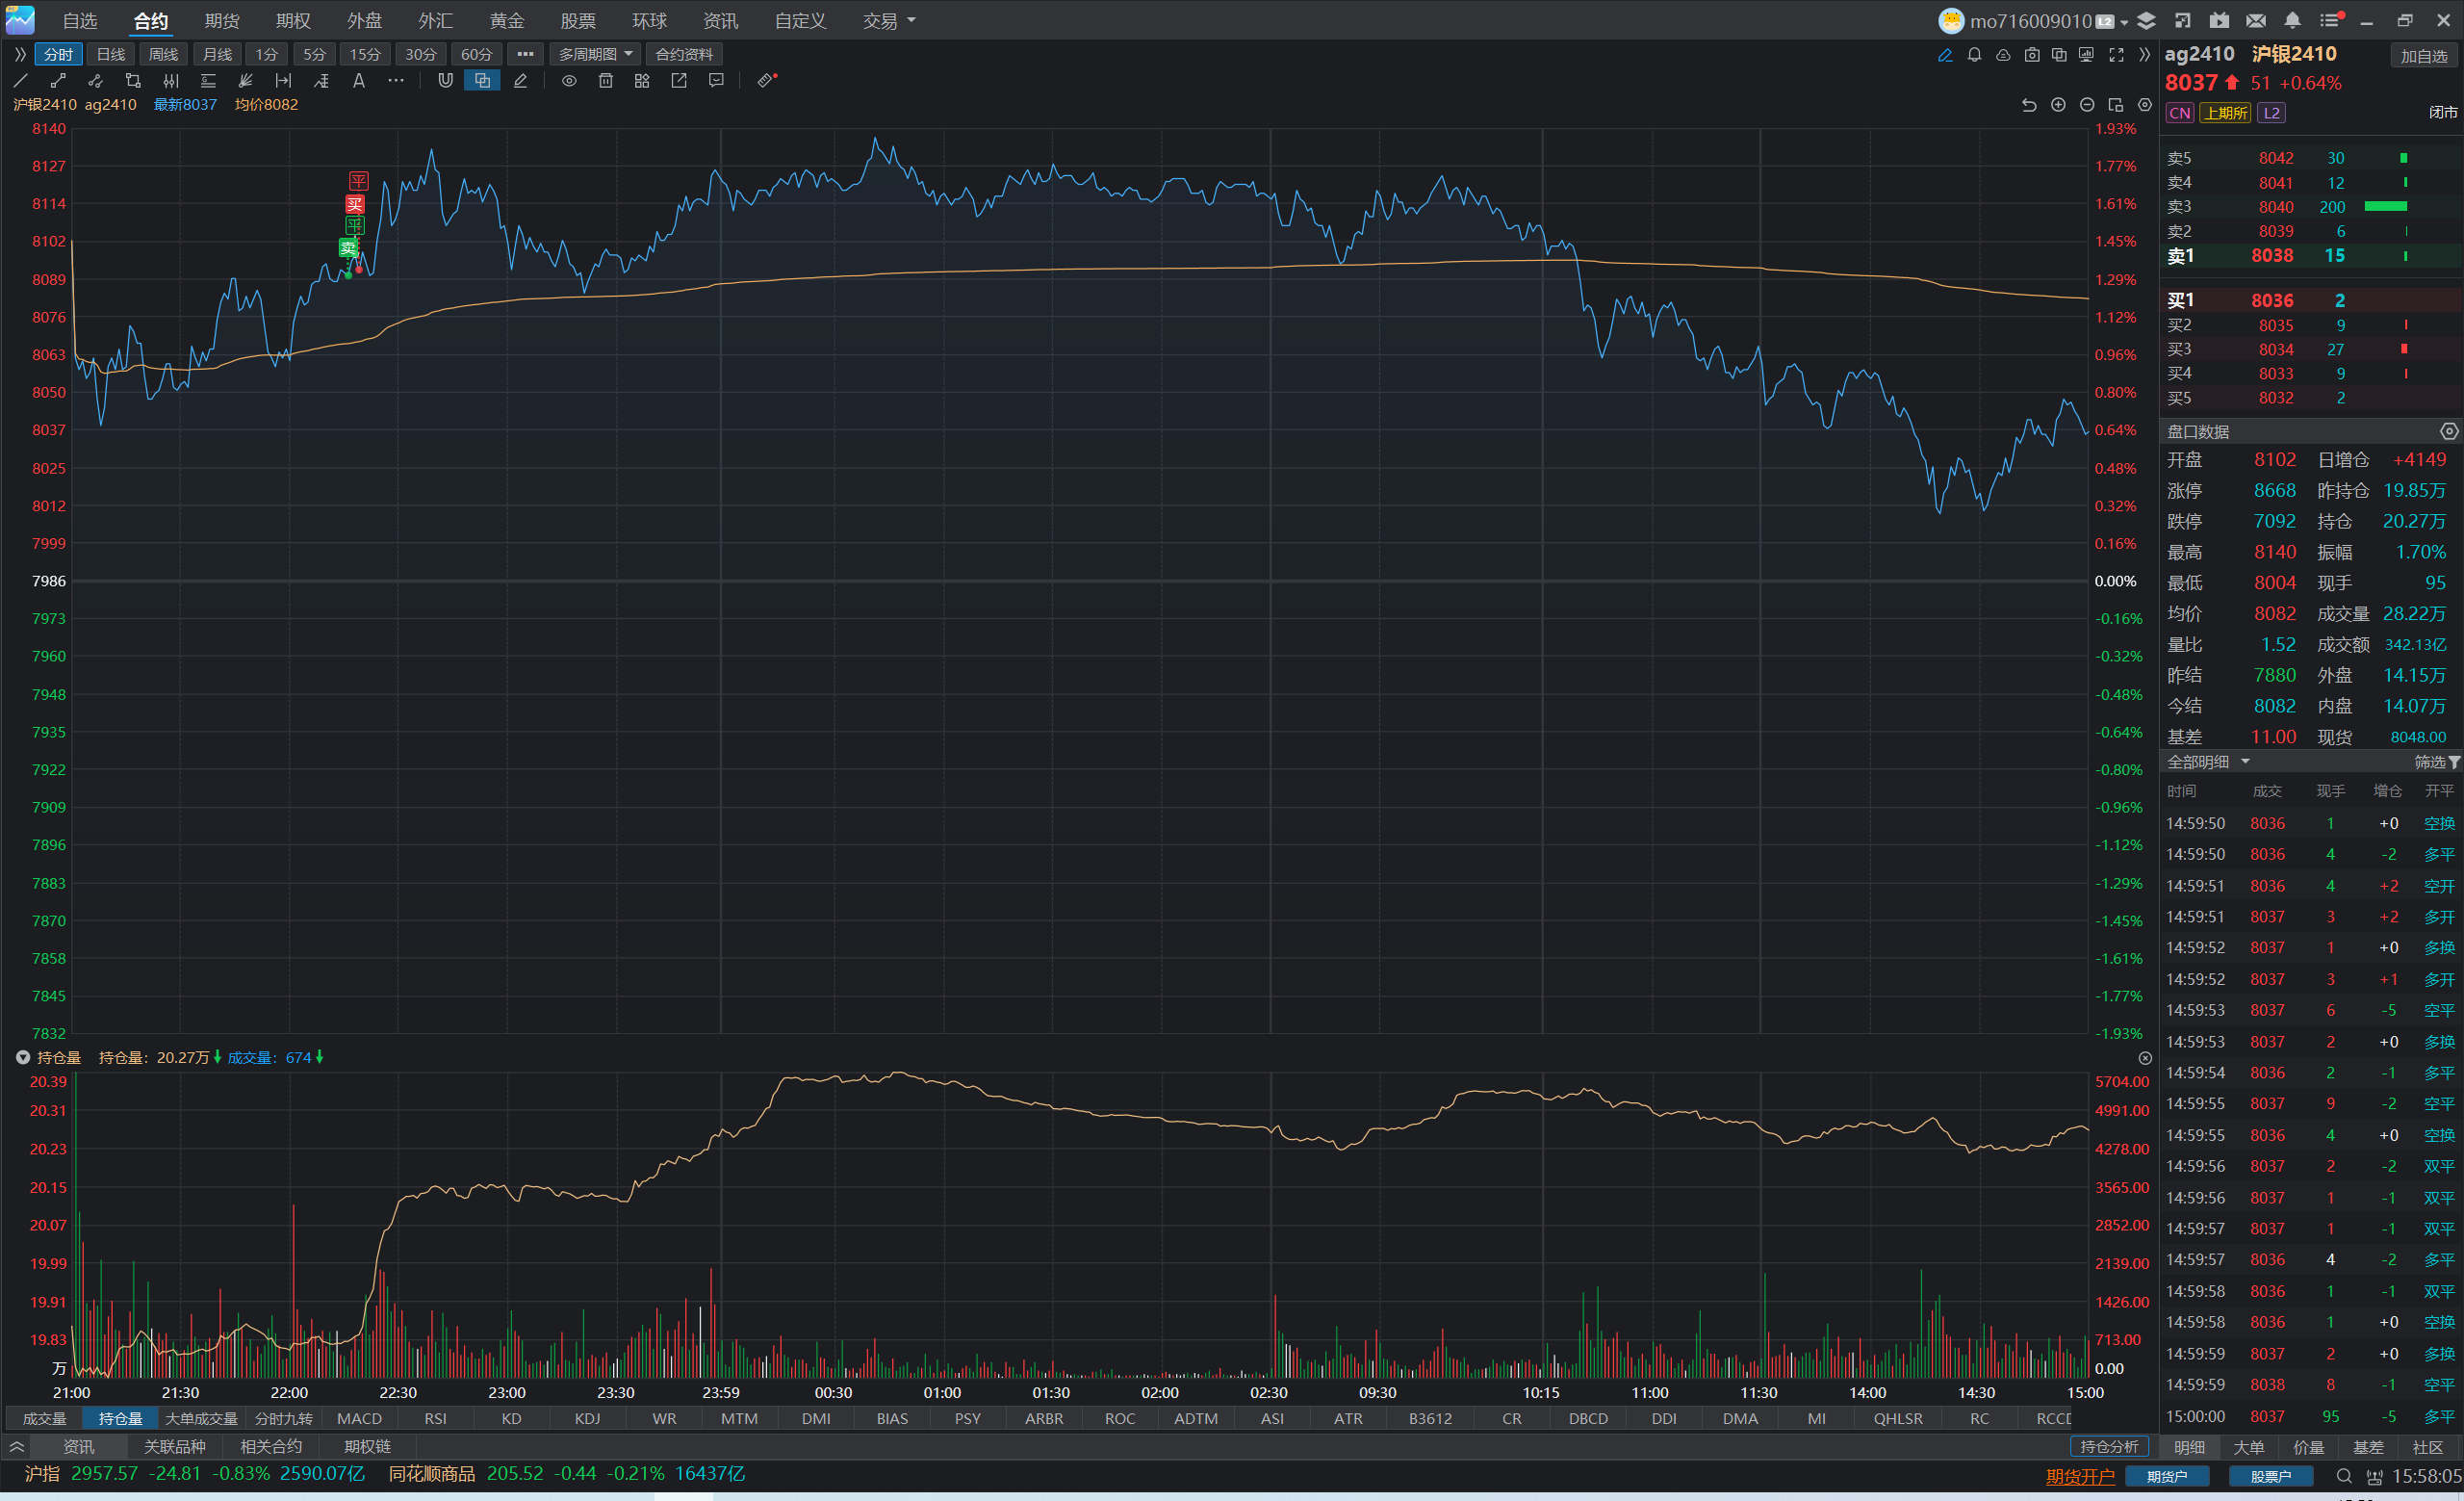 自选 合约 期货 期权 外盘 外汇 黄金 股票 环球 资讯 自定义 交易 mo716009010 L2
分时 日线 周线 月线 1分 5分 15分 30分 60分 ••• 多周期图 合约资料
沪银2410 ag2410 最新8037 均价8082
8140 1.93%
8127 1.77%
8114 1.61%
8102 1.45%
8089 1.29%
8076 1.12%
8063 0.96%
8050 0.80%
8037 0.64%
8025 0.48%
8012 0.32%
7999 0.16%
7986 0.00%
7973 -0.16%
7960 -0.32%
7948 -0.48%
7935 -0.64%
7922 -0.80%
7909 -0.96%
7896 -1.12%
7883 -1.29%
7870 -1.45%
7858 -1.61%
7845 -1.77%
7832 -1.93%
平
买
平
卖
持仓量 持仓量: 20.27万 成交量: 674
20.39 5704.00
20.31 4991.00
20.23 4278.00
20.15 3565.00
20.07 2852.00
19.99 2139.00
19.91 1426.00
19.83 713.00
万 0.00
21:00 21:30 22:00 22:30 23:00 23:30 23:59 00:30 01:00 01:30 02:00 02:30 09:30 10:15 11:00 11:30 14:00 14:30 15:00
成交量 持仓量 大单成交量 分时九转 MACD RSI KD KDJ WR MTM DMI BIAS PSY ARBR ROC ADTM ASI ATR B3612 CR DBCD DDI DMA MI QHLSR RC
资讯 关联品种 相关合约 期权链 持仓分析
ag2410 沪银2410 加自选
8037 51 +0.64%
CN 上期所 L2 闭市
卖5 8042 30
卖4 8041 12
卖3 8040 200
卖2 8039 6
卖1 8038 15
买1 8036 2
买2 8035 9
买3 8034 27
买4 8033 9
买5 8032 2
盘口数据
开盘 8102 日增仓 +4149
涨停 8668 昨持仓 19.85万
跌停 7092 持仓 20.27万
最高 8140 振幅 1.70%
最低 8004 现手 95
均价 8082 成交量 28.22万
量比 1.52 成交额 342.13亿
昨结 7880 外盘 14.15万
今结 8082 内盘 14.07万
基差 11.00 现货 8048.00
全部明细 筛选
时间 成交 现手 增仓 开平
14:59:50 8036 1 +0 空换
14:59:50 8036 4 -2 多平
14:59:51 8036 4 +2 空开
14:59:51 8037 3 +2 多开
14:59:52 8037 1 +0 多换
14:59:52 8037 3 +1 多开
14:59:53 8037 6 -5 空平
14:59:53 8037 2 +0 多换
14:59:54 8036 2 -1 多平
14:59:55 8037 9 -2 空平
14:59:55 8036 4 +0 空换
14:59:56 8037 2 -2 双平
14:59:56 8037 1 -1 双平
14:59:57 8037 1 -1 双平
14:59:57 8036 4 -2 多平
14:59:58 8036 1 -1 双平
14:59:58 8036 1 +0 空换
14:59:59 8037 2 +0 多换
14:59:59 8038 8 -1 空平
15:00:00 8037 95 -5 多平
明细 大单 价量 基差 社区
沪指 2957.57 -24.81 -0.83% 2590.07亿 同花顺商品 205.52 -0.44 -0.21% 16437亿 期货开户 期货户 股票户 15:58:05